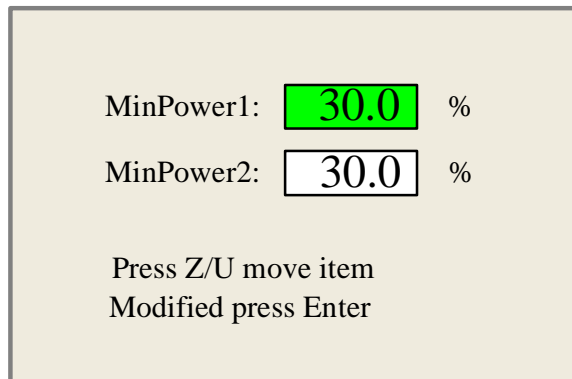 MinPower1: 30.0 %
MinPower2: 30.0 %
Press Z/U move item
Modified press Enter